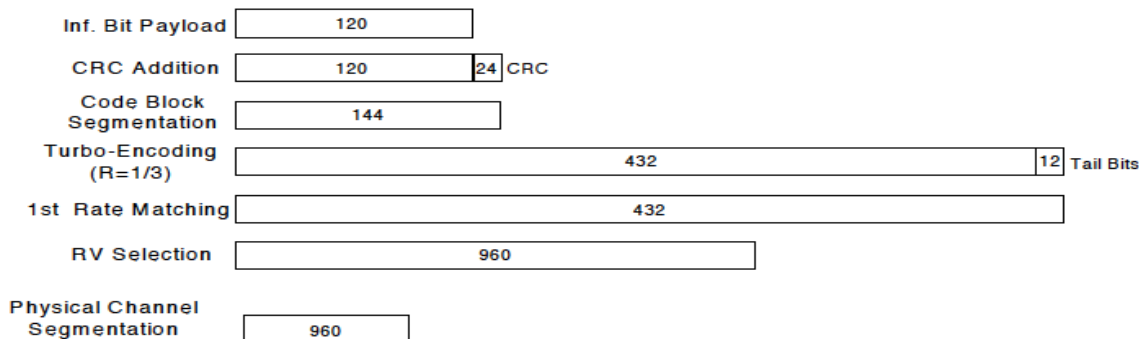 Inf. Bit Payload 120
CRC Addition 120 24 CRC
Code Block
Segmentation 144
Turbo-Encoding
(R=1/3) 432 12 Tail Bits
1st Rate Matching 432
RV Selection 960
Physical Channel
Segmentation 960